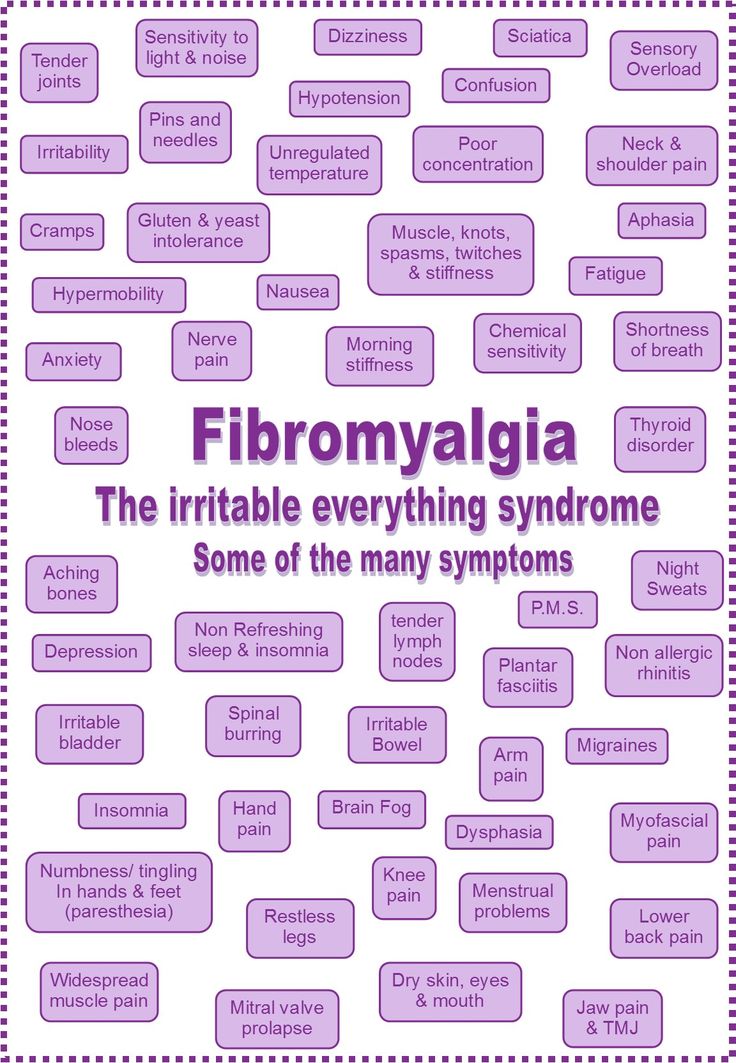 Tender
joints
Sensitivity to
light & noise
Dizziness
Sciatica
Sensory
Overload
Hypotension
Confusion
Irritability
Pins and
needles
Unregulated
temperature
Poor
concentration
Neck &
shoulder pain
Cramps
Gluten & yeast
intolerance
Muscle, knots,
spasms, twitches
& stiffness
Aphasia
Fatigue
Hypermobility
Nausea
Anxiety
Nerve
pain
Morning
stiffness
Chemical
sensitivity
Shortness
of breath
Nose
bleeds
Thyroid
disorder
Fibromyalgia
The irritable everything syndrome
Some of the many symptoms
Aching
bones
Night
Sweats
P.M.S.
Depression
Non Refreshing
sleep & insomnia
tender
lymph
nodes
Plantar
fasciitis
Non allergic
rhinitis
Irritable
bladder
Spinal
burring
Irritable
Bowel
Arm
pain
Migraines
Insomnia
Hand
pain
Brain Fog
Dysphasia
Myofascial
pain
Numbness/ tingling
In hands & feet
(paresthesia)
Restless
legs
Knee
pain
Menstrual
problems
Lower
back pain
Widespread
muscle pain
Mitral valve
prolapse
Dry skin, eyes
& mouth
Jaw pain
& TMJ